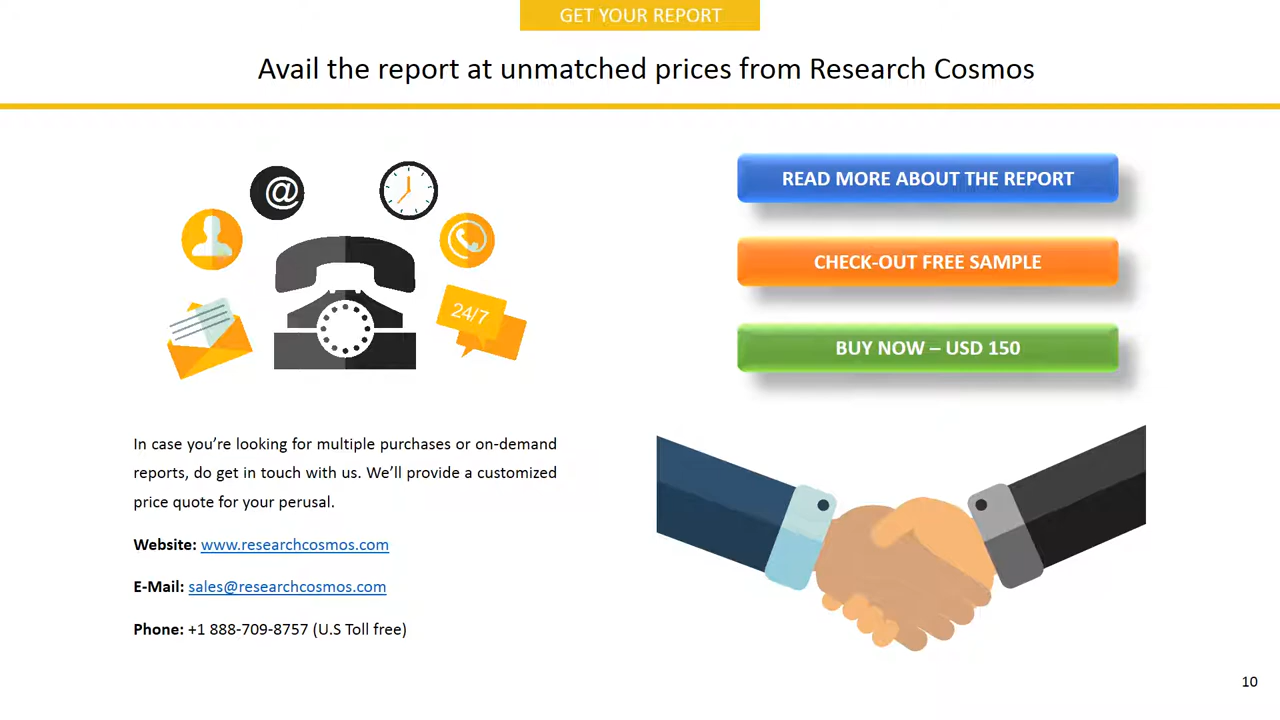 GET YOUR REPORT
Avail the report at unmatched prices from Research Cosmos
@
24/7
READ MORE ABOUT THE REPORT
CHECK-OUT FREE SAMPLE
BUY NOW – USD 150
In case you’re looking for multiple purchases or on-demand
reports, do get in touch with us. We’ll provide a customized
price quote for your perusal.
Website: www.researchcosmos.com
E-Mail: sales@researchcosmos.com
Phone: +1 888-709-8757 (U.S Toll free)
10